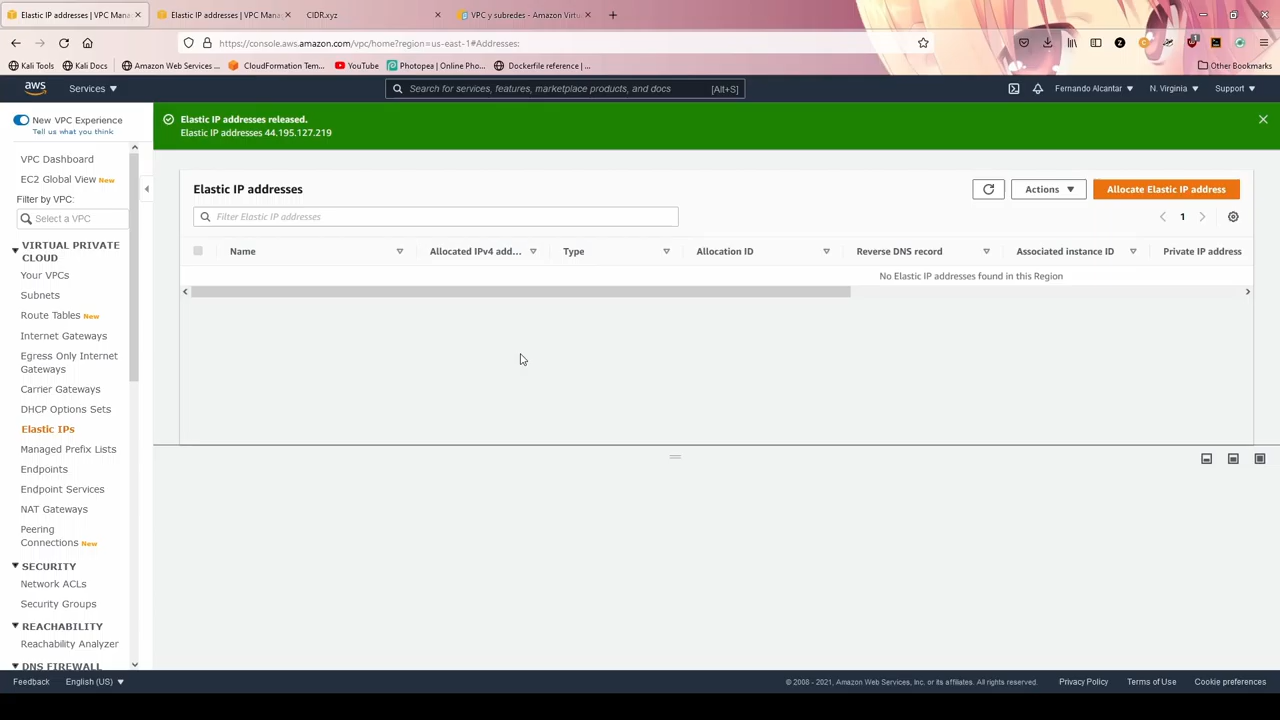 Elastic IP addresses | VPC Man
Elastic IP addresses | VPC Mana
CIDR.xyz
VPC y subredes - Amazon Virtu
https://console.aws.amazon.com/vpc/home?region=us-east-1#Addresses:
Kali Tools
Kali Docs
Amazon Web Services ...
CloudFormation Tem...
YouTube
Photopea | Online Pho...
Dockerfile reference | ...
Other Bookmarks
aws
Services
Search for services, features, marketplace products, and docs
[Alt+S]
Fernando Alcantar
N. Virginia
Support
New VPC Experience
Tell us what you think
Elastic IP addresses released.
Elastic IP addresses 44.195.127.219
VPC Dashboard
EC2 Global View New
Filter by VPC:
Select a VPC
VIRTUAL PRIVATE
CLOUD
Your VPCs
Subnets
Route Tables New
Internet Gateways
Egress Only Internet
Gateways
Carrier Gateways
DHCP Options Sets
Elastic IPs
Managed Prefix Lists
Endpoints
Endpoint Services
NAT Gateways
Peering
Connections New
SECURITY
Network ACLs
Security Groups
REACHABILITY
Reachability Analyzer
DNS FIREWALL
Elastic IP addresses
Actions
Allocate Elastic IP address
Filter Elastic IP addresses
1
Name
Allocated IPv4 add...
Type
Allocation ID
Reverse DNS record
Associated instance ID
Private IP address
No Elastic IP addresses found in this Region
Feedback
English (US)
© 2008 - 2021, Amazon Web Services, Inc. or its affiliates. All rights reserved.
Privacy Policy
Terms of Use
Cookie preferences